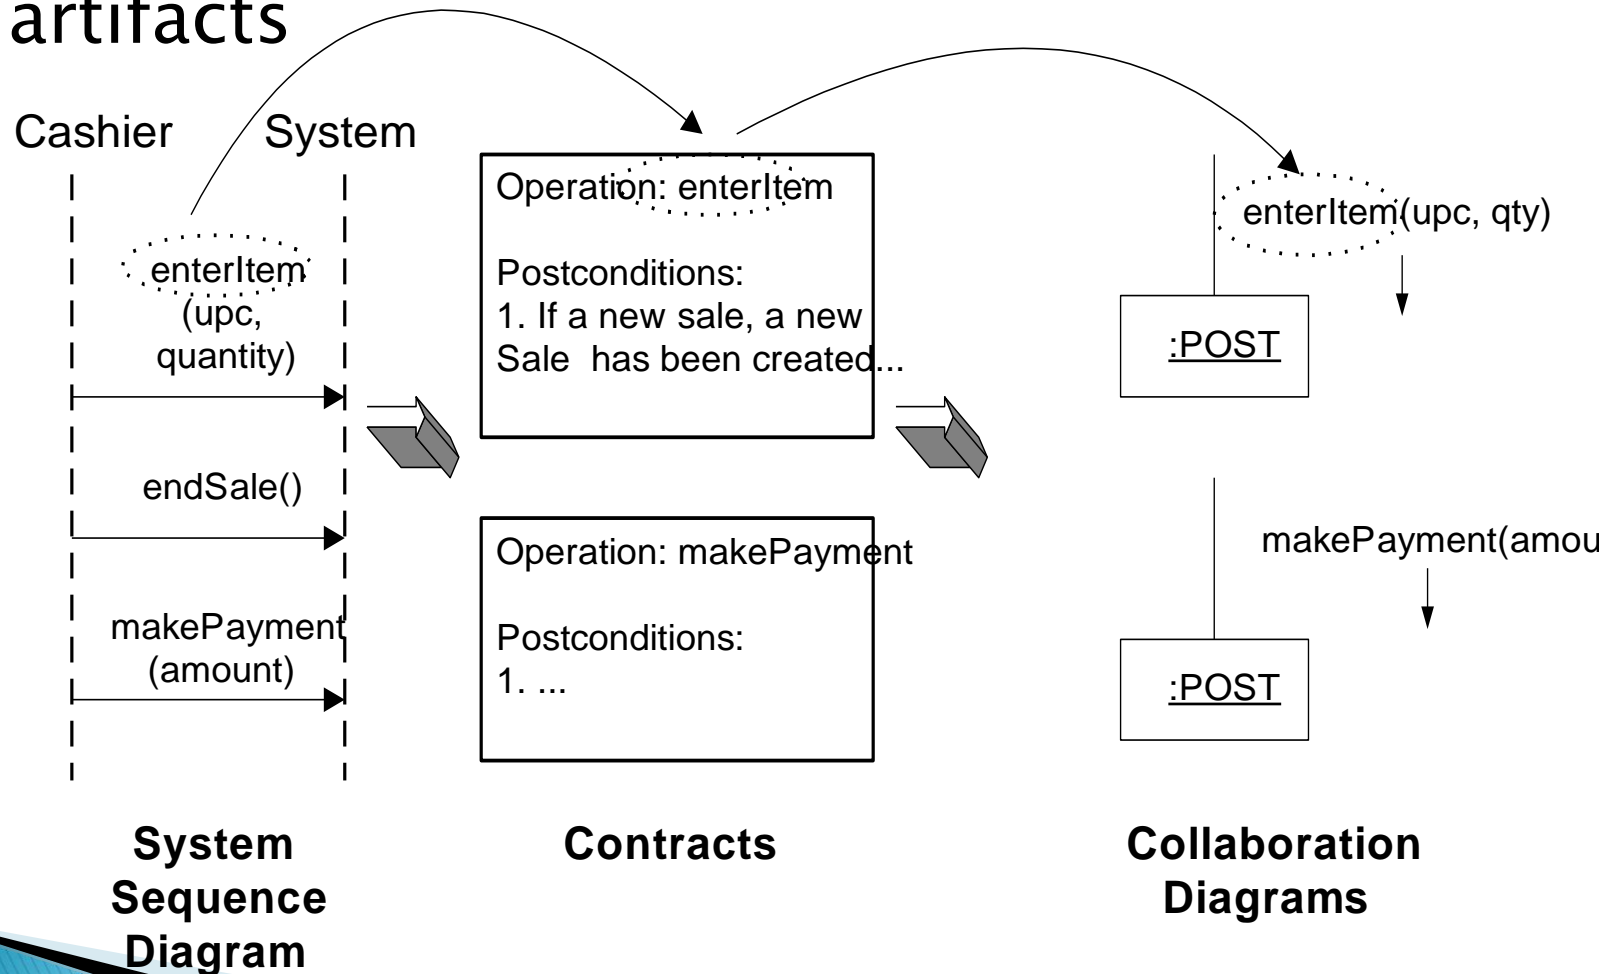 artifacts
Cashier
System
enterItem
(upc,
quantity)
endSale()
makePayment
(amount)
Operation: enterItem
Postconditions:
1. If a new sale, a new
Sale has been created...
Operation: makePayment
Postconditions:
1. ...
enterItem(upc, qty)
:POST
makePayment(amou
:POST
System
Sequence
Diagram
Contracts
Collaboration
Diagrams